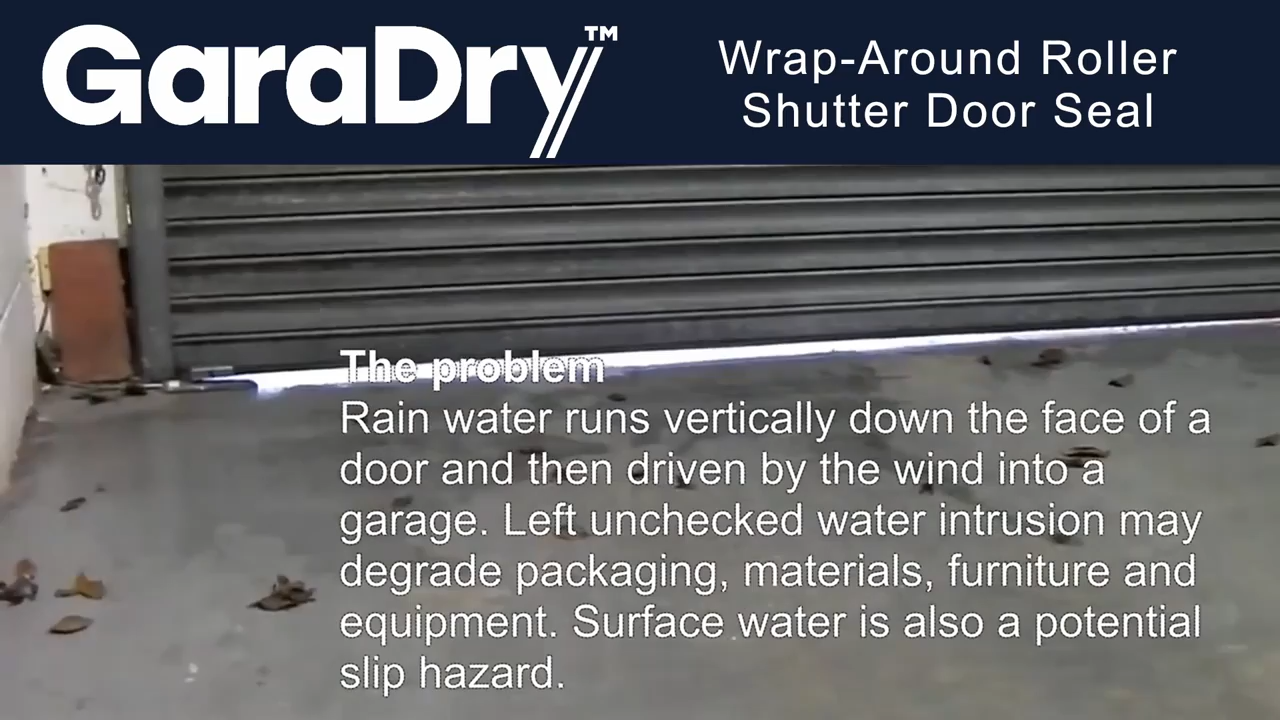 GaraDry™
Wrap-Around Roller
Shutter Door Seal
The problem
Rain water runs vertically down the face of a
door and then driven by the wind into a
garage. Left unchecked water intrusion may
degrade packaging, materials, furniture and
equipment. Surface water is also a potential
slip hazard.